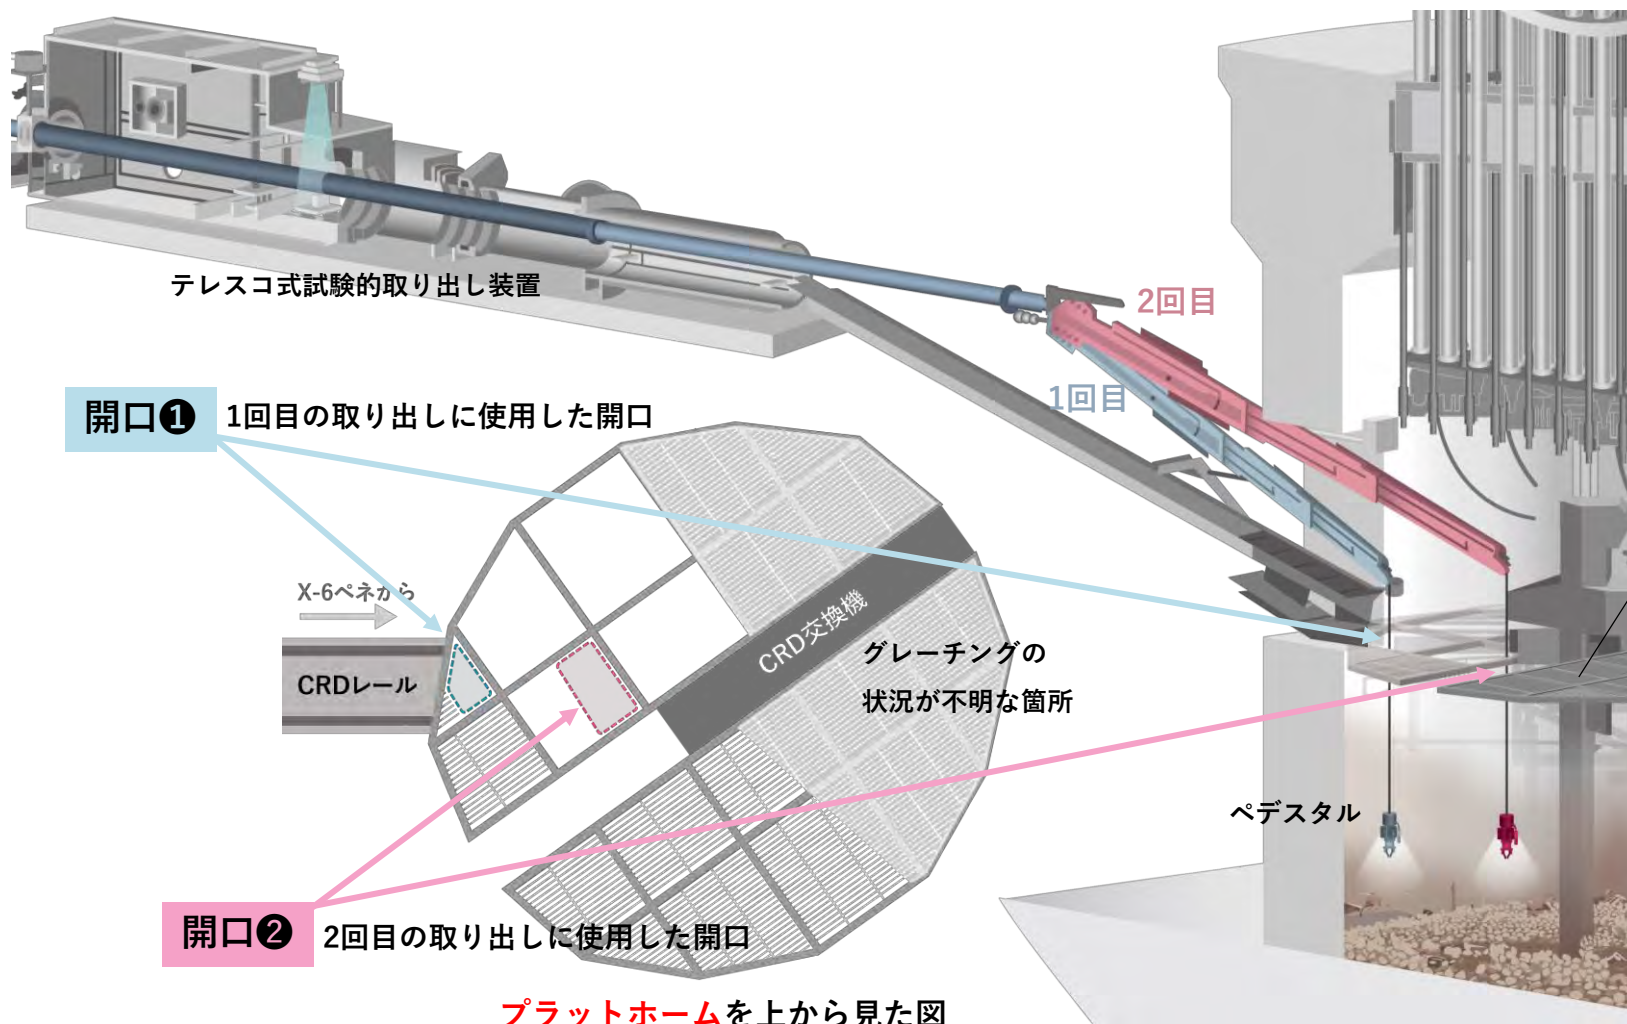 テレスコ式試験的取り出し装置
2回目
1回目
開口❶ 1回目の取り出しに使用した開口
X-6ペネから
CRDレール
CRD交換機
グレーチングの
状況が不明な箇所
ペデスタル
開口❷ 2回目の取り出しに使用した開口
プラットホームを上から見た図